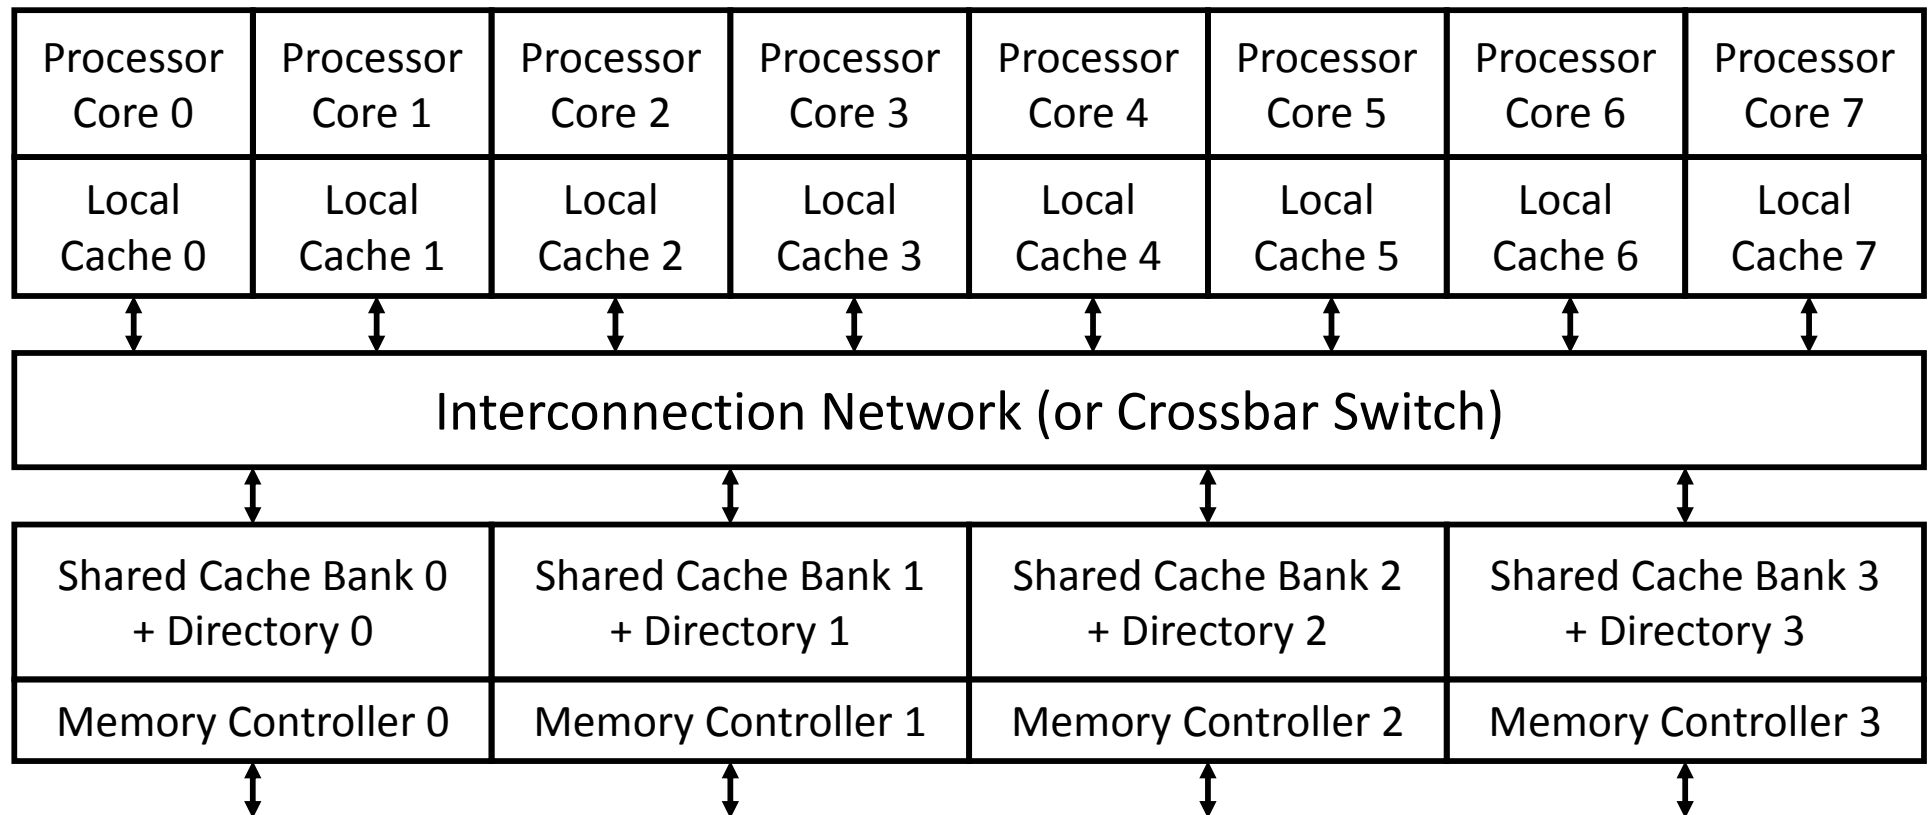 Processor
Core 0
Processor
Core 1
Processor
Core 2
Processor
Core 3
Processor
Core 4
Processor
Core 5
Processor
Core 6
Processor
Core 7
Local
Cache 0
Local
Cache 1
Local
Cache 2
Local
Cache 3
Local
Cache 4
Local
Cache 5
Local
Cache 6
Local
Cache 7
Interconnection Network (or Crossbar Switch)
Shared Cache Bank 0
+ Directory 0
Shared Cache Bank 1
+ Directory 1
Shared Cache Bank 2
+ Directory 2
Shared Cache Bank 3
+ Directory 3
Memory Controller 0
Memory Controller 1
Memory Controller 2
Memory Controller 3